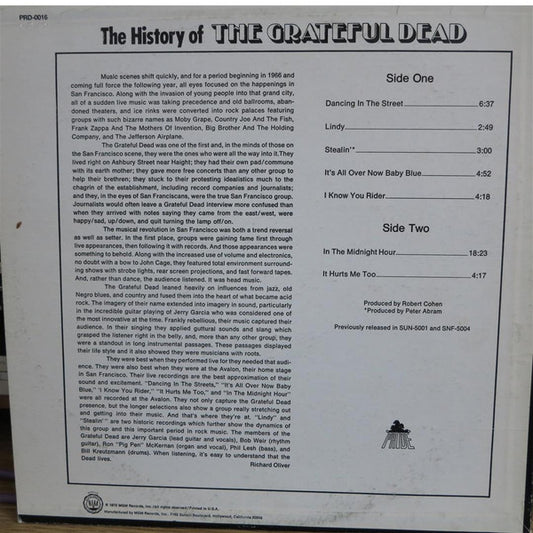 PRD-0016
The History of THE GRATEFUL DEAD
Music scenes shift quickly, and for a period beginning in 1966 and
coming full force the following year, all eyes focused on the happenings in
San Francisco. Along with the invasion of young people into that grand city,
all of a sudden live music was taking precedence and old ballrooms, aban-
doned theaters, and ice rinks were converted into rock palaces featuring
groups with such bizarre names as Moby Grape, Country Joe And The Fish,
Frank Zappa And The Mothers Of Invention, Big Brother And The Holding
Company, and The Jefferson Airplane.
The Grateful Dead was one of the first and, in the minds of those on
the San Francisco scene, they were the ones who were all the way into it. They
lived right on Ashbury Street near Haight; they had their own pad/commune
with its earth mother; they gave more free concerts than any other group to
help their brethren; they stuck to their protesting idealistics much to the
chagrin of the establishment, including record companies and journalists;
and they, in the eyes of San Franciscans, were the true San Francisco group.
Journalists would often leave a Grateful Dead interview more confused than
when they arrived with notes saying they came from the east/west, were
happy/sad, up/down, and quit turning the lamp off/on.
The musical revolution in San Francisco was both a trend reversal
as well as setter. In the first place, groups were gaining fame first through
live appearances, then following it with records. And those appearances were
something to behold. Along with the increased use of volume and electronics,
no doubt with a bow to John Cage, they featured total environment surround-
ings shows with strobe lights, rear screen projections, and fast forward tapes.
And, rather than dance, the audience listened. It was head music.
The Grateful Dead leaned heavily on influences from jazz, old
Negro blues, and country and fused them into the heart of what became acid
rock. The imagery of their name extended into imagery in sound, particularly
in the incredible guitar playing of Jerry Garcia who was considered one of
the most innovative at the time. Frankly rebellious, their music captured their
audience. In their singing they applied guttural sounds and slang which
grasped the listener right in the belly, and, more than any other group, they
were a standout in long instrumental passages. These passages displayed
their life style and it also showed they were musicians with roots.
They were best when they performed live for they needed that audi-
ence. They were also best when they were at the Avalon, their home stage
in San Francisco. Their live recordings are the best approximation of their
sound and excitement. "Dancing In The Streets," "It's All Over Now Baby
Blue," 'I Know You Rider," "It Hurts Me Too," and "In The Midnight Hour"
were all recorded at the Avalon. They not only capture the Grateful Dead
presence, but the longer selections also show a group really stretching out
and getting into their music. And that's where they're at. "Lindy" and
"Stealin'" are two historic recordings which further show the dynamics of
this group and this important period in rock music. The members of the
Grateful Dead are Jerry Garcia (lead guitar and vocals), Bob Weir (rhythm
guitar), Ron "Pig Pen" McKernan (organ and vocal), Phil Lesh (bass), and
Bill Kreutzmann (drums). When listening, it's easy to understand that the
Dead lives.
Richard Oliver
Side One
Dancing In The Street 6:37
Lindy 2:49
Stealin'* 3:00
It's All Over Now Baby Blue 4:52
I Know You Rider 4:18
Side Two
In The Midnight Hour 18:23
It Hurts Me Too 4:17
Produced by Robert Cohen
*Produced by Peter Abram
Previously released in SUN-5001 and SNF-5004
PRIDE
MGM
© 1972 MGM Records, Inc. /All rights reserved/Printed in U.S.A.
Manufactured by MGM Records, Inc., 7165 Sunset Boulevard, Hollywood, California 90046